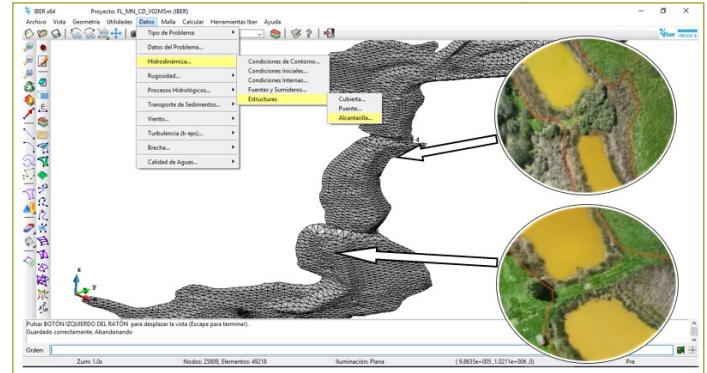 IBER x64 Proyecto: FL_MN_CD_V02M5m (IBER)
Archivo Vista Geometría Utilidades Datos Malla Calcular Herramientas Iber Ayuda
Tipo de Problema
Datos del Problema...
Hidrodinámica...
Rugosidad...
Procesos Hidrológicos...
Transporte de Sedimentos...
Viento...
Turbulencia (k-eps)...
Brecha...
Calidad de Aguas...
Condiciones de Contorno...
Condiciones Iniciales...
Condiciones Internas...
Fuentes y Sumideros...
Estructuras
Cubierta...
Puente...
Alcantarilla...
Iber
z
y
Pulsar BOTÓN IZQUIERDO DEL RATÓN para desplazar la vista (Escape para terminar).
Guardado correctamente. Abandonando
Orden:
Zum: 1.0x Nodos: 25809, Elementos: 49218 Iluminación: Plana ( 9.8635e+005 ,1.0211e+006 ,0) Pre